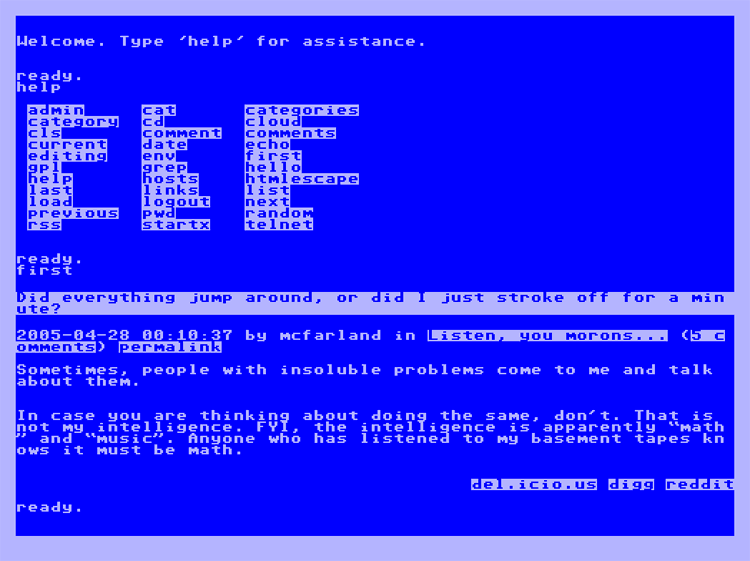 Welcome. Type 'help' for assistance.
ready.
help
admin cat categories
category cd cloud
cls comment comments
current date echo
editing env first
gpl grep hello
help hosts htmlescape
last links list
load logout next
previous pwd random
rss startx telnet
ready.
first
Did everything jump around, or did I just stroke off for a min
ute?
2005-04-28 00:10:37 by mcfarland in Listen, you morons... (5 c
omments) permalink
Sometimes, people with insoluble problems come to me and talk
about them.
In case you are thinking about doing the same, don't. That is
not my intelligence. FYI, the intelligence is apparently “math
” and “music”. Anyone who has listened to my basement tapes kn
ows it must be math.
del.icio.us digg reddit
ready.